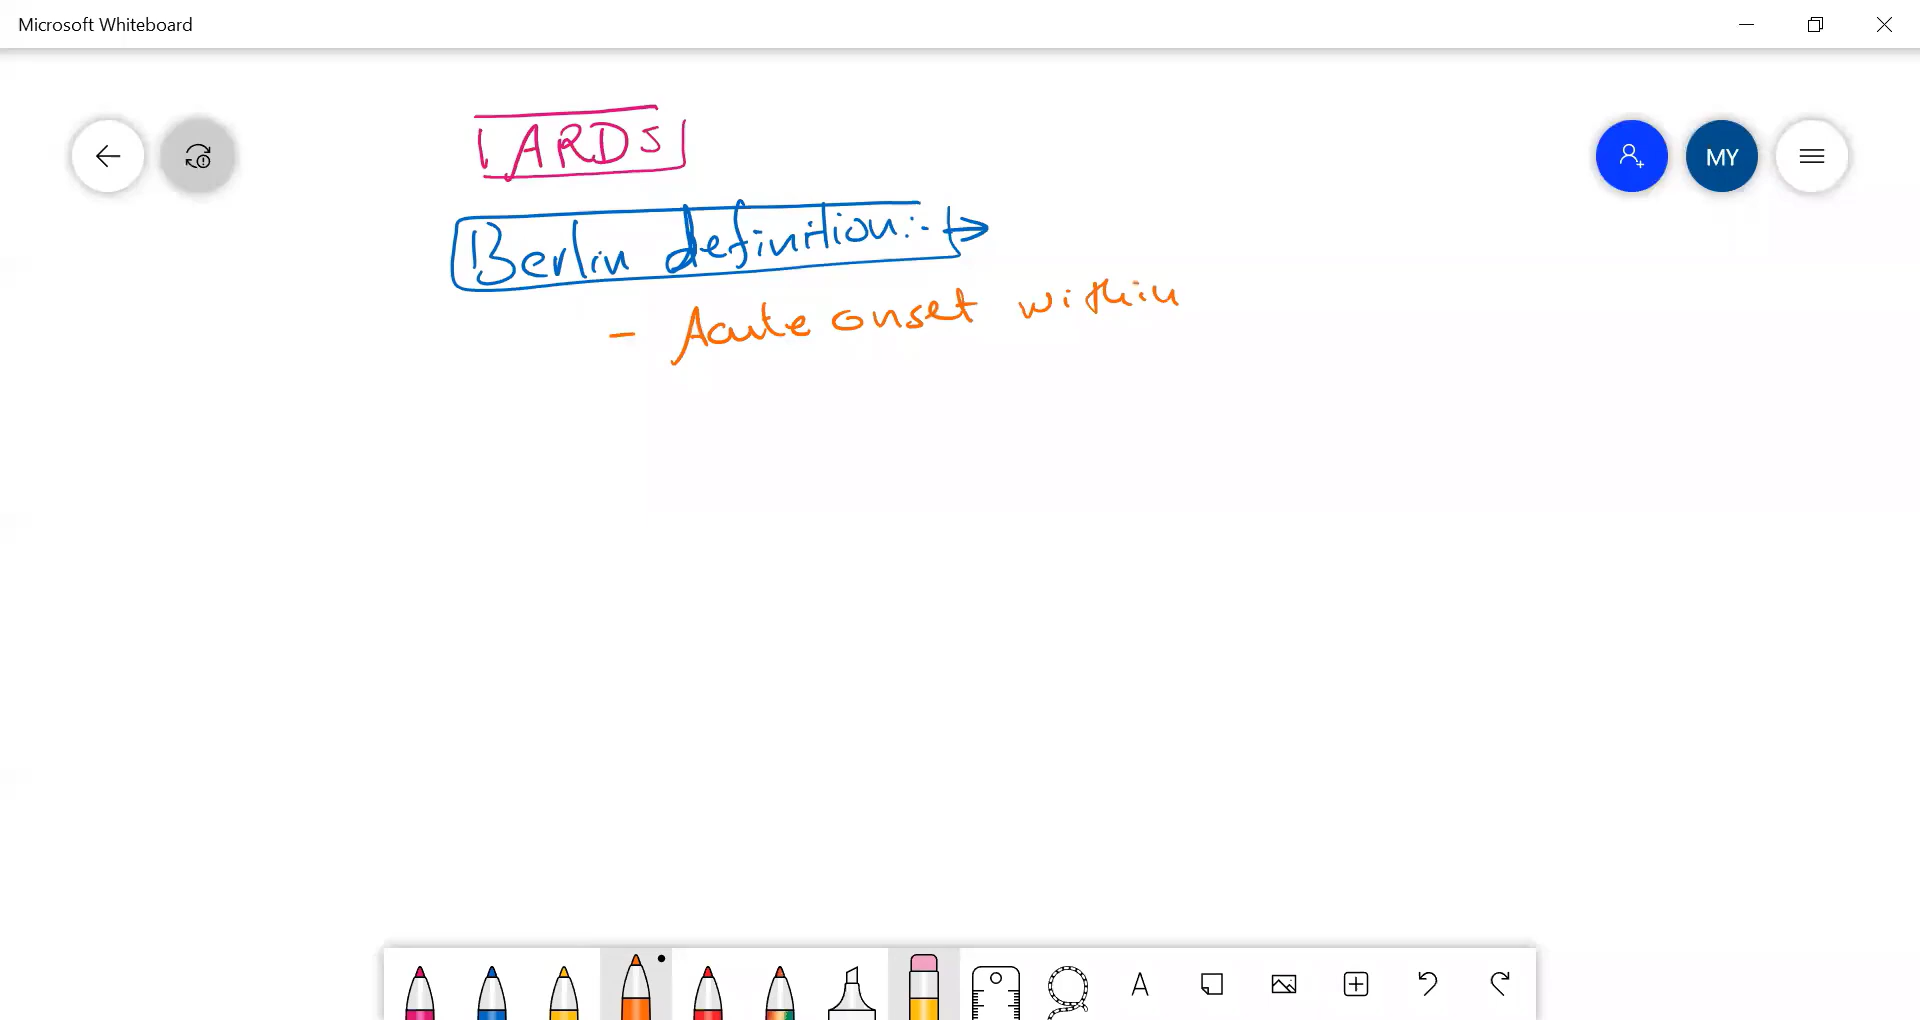 Microsoft Whiteboard
ARDS
MY
Berlin definition:-
- Acute onset within
A